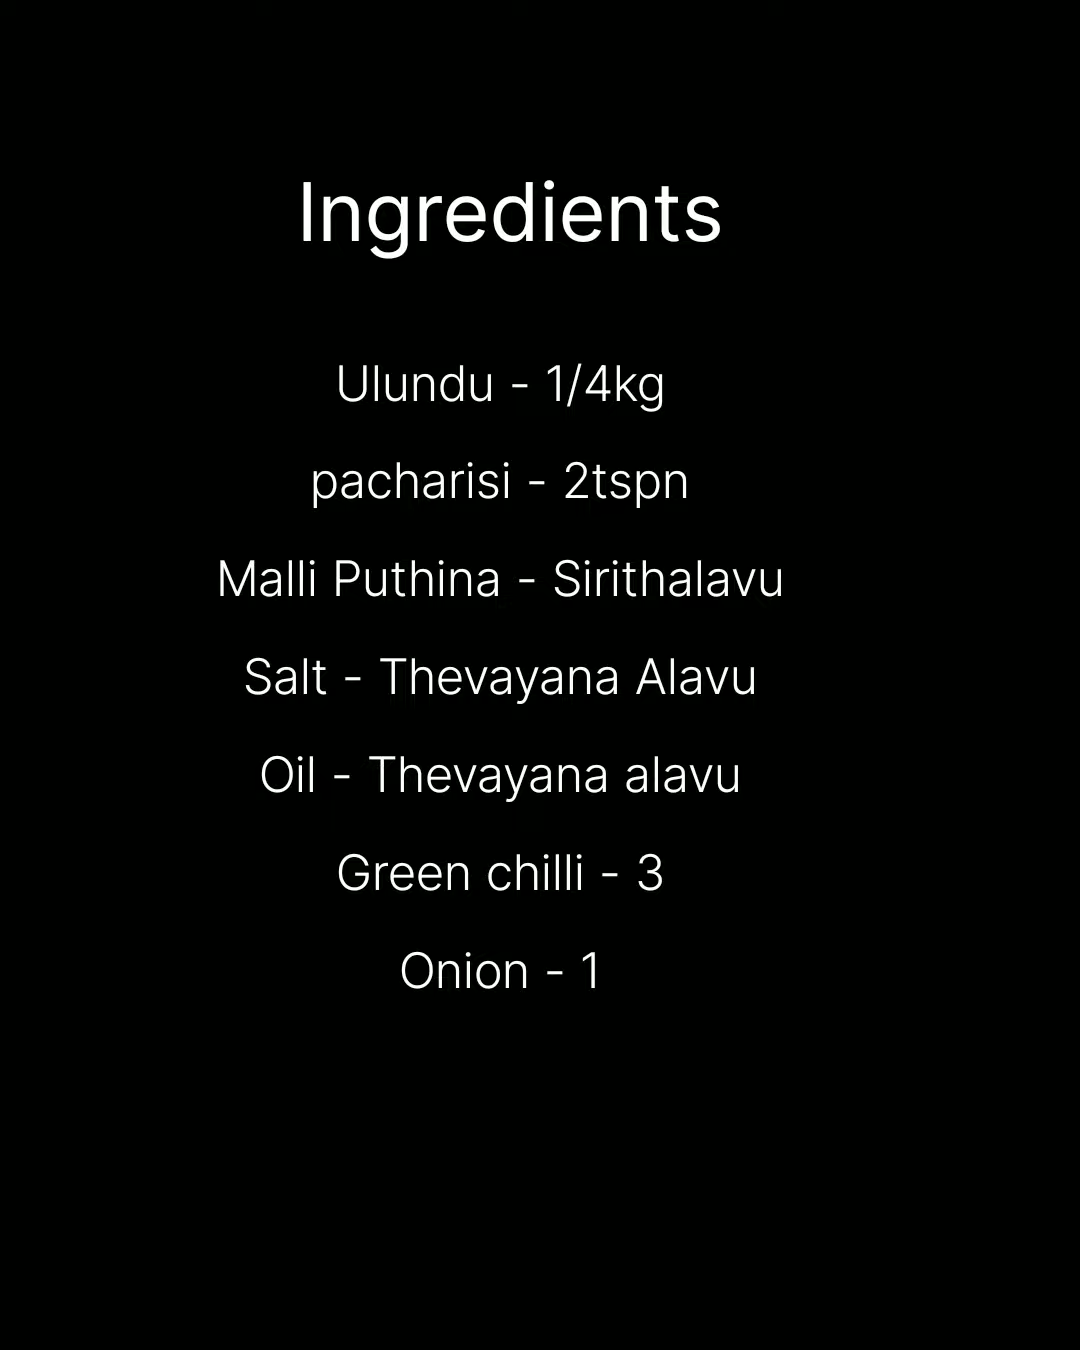 Ingredients
Ulundu - 1/4kg
pacharisi - 2tspn
Malli Puthina - Sirithalavu
Salt - Thevayana Alavu
Oil - Thevayana alavu
Green chilli - 3
Onion - 1